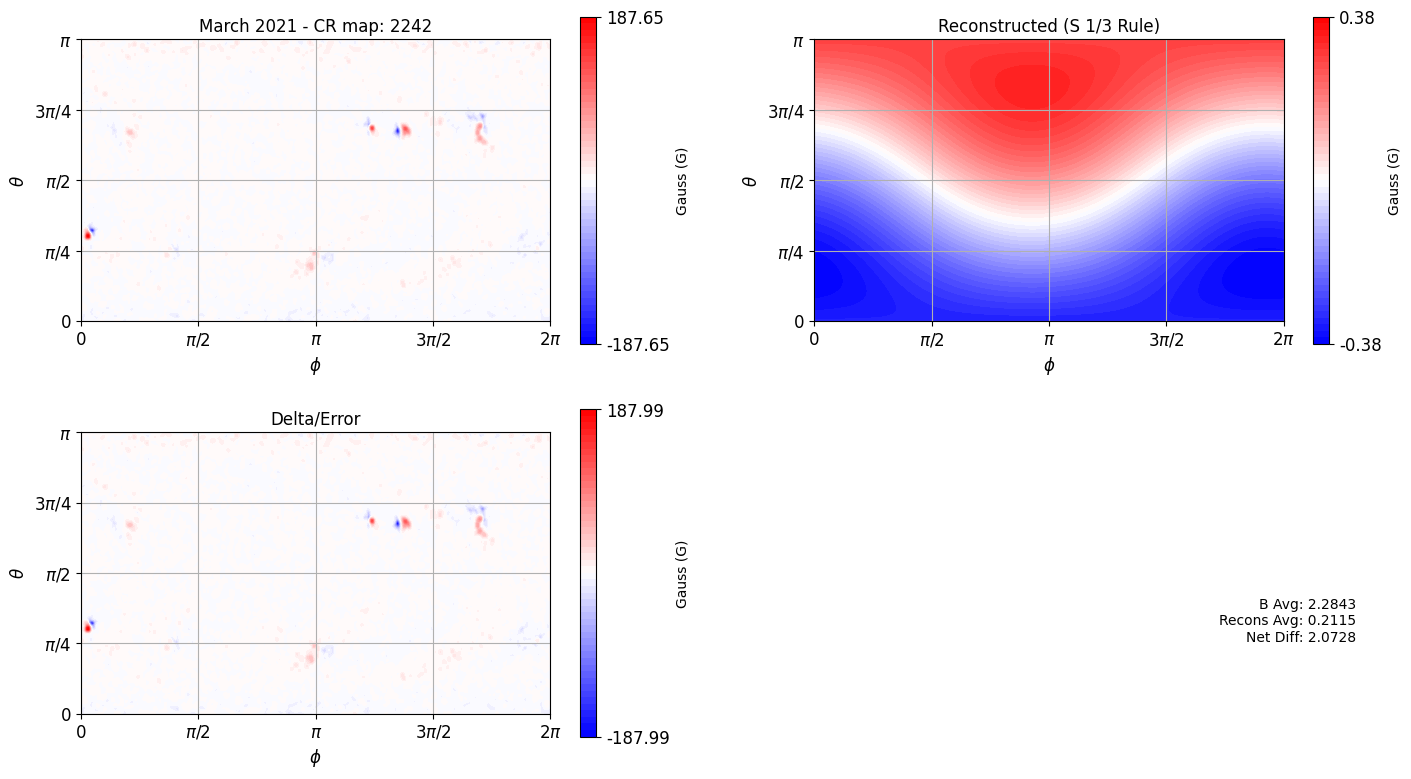 March 2021 - CR map: 2242
π
3π/4
π/2
π/4
0
θ
0
π/2
π
3π/2
2π
ϕ
187.65
-187.65
Gauss (G)
Reconstructed (S 1/3 Rule)
π
3π/4
π/2
π/4
0
θ
0
π/2
π
3π/2
2π
ϕ
0.38
-0.38
Gauss (G)
Delta/Error
π
3π/4
π/2
π/4
0
θ
0
π/2
π
3π/2
2π
ϕ
187.99
-187.99
Gauss (G)
B Avg: 2.2843
Recons Avg: 0.2115
Net Diff: 2.0728